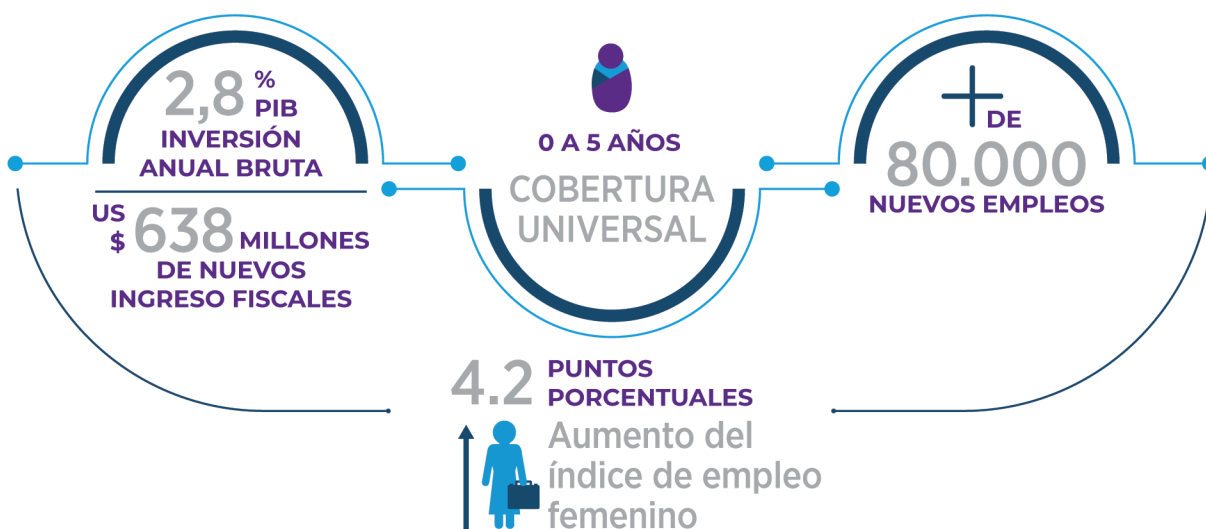 2,8 %
PIB
INVERSIÓN
ANUAL BRUTA
US
$ 638 MILLONES
DE NUEVOS
INGRESO FISCALES
0 A 5 AÑOS
COBERTURA
UNIVERSAL
+ DE
80.000
NUEVOS EMPLEOS
4.2 PUNTOS
PORCENTUALES
Aumento del
índice de empleo
femenino